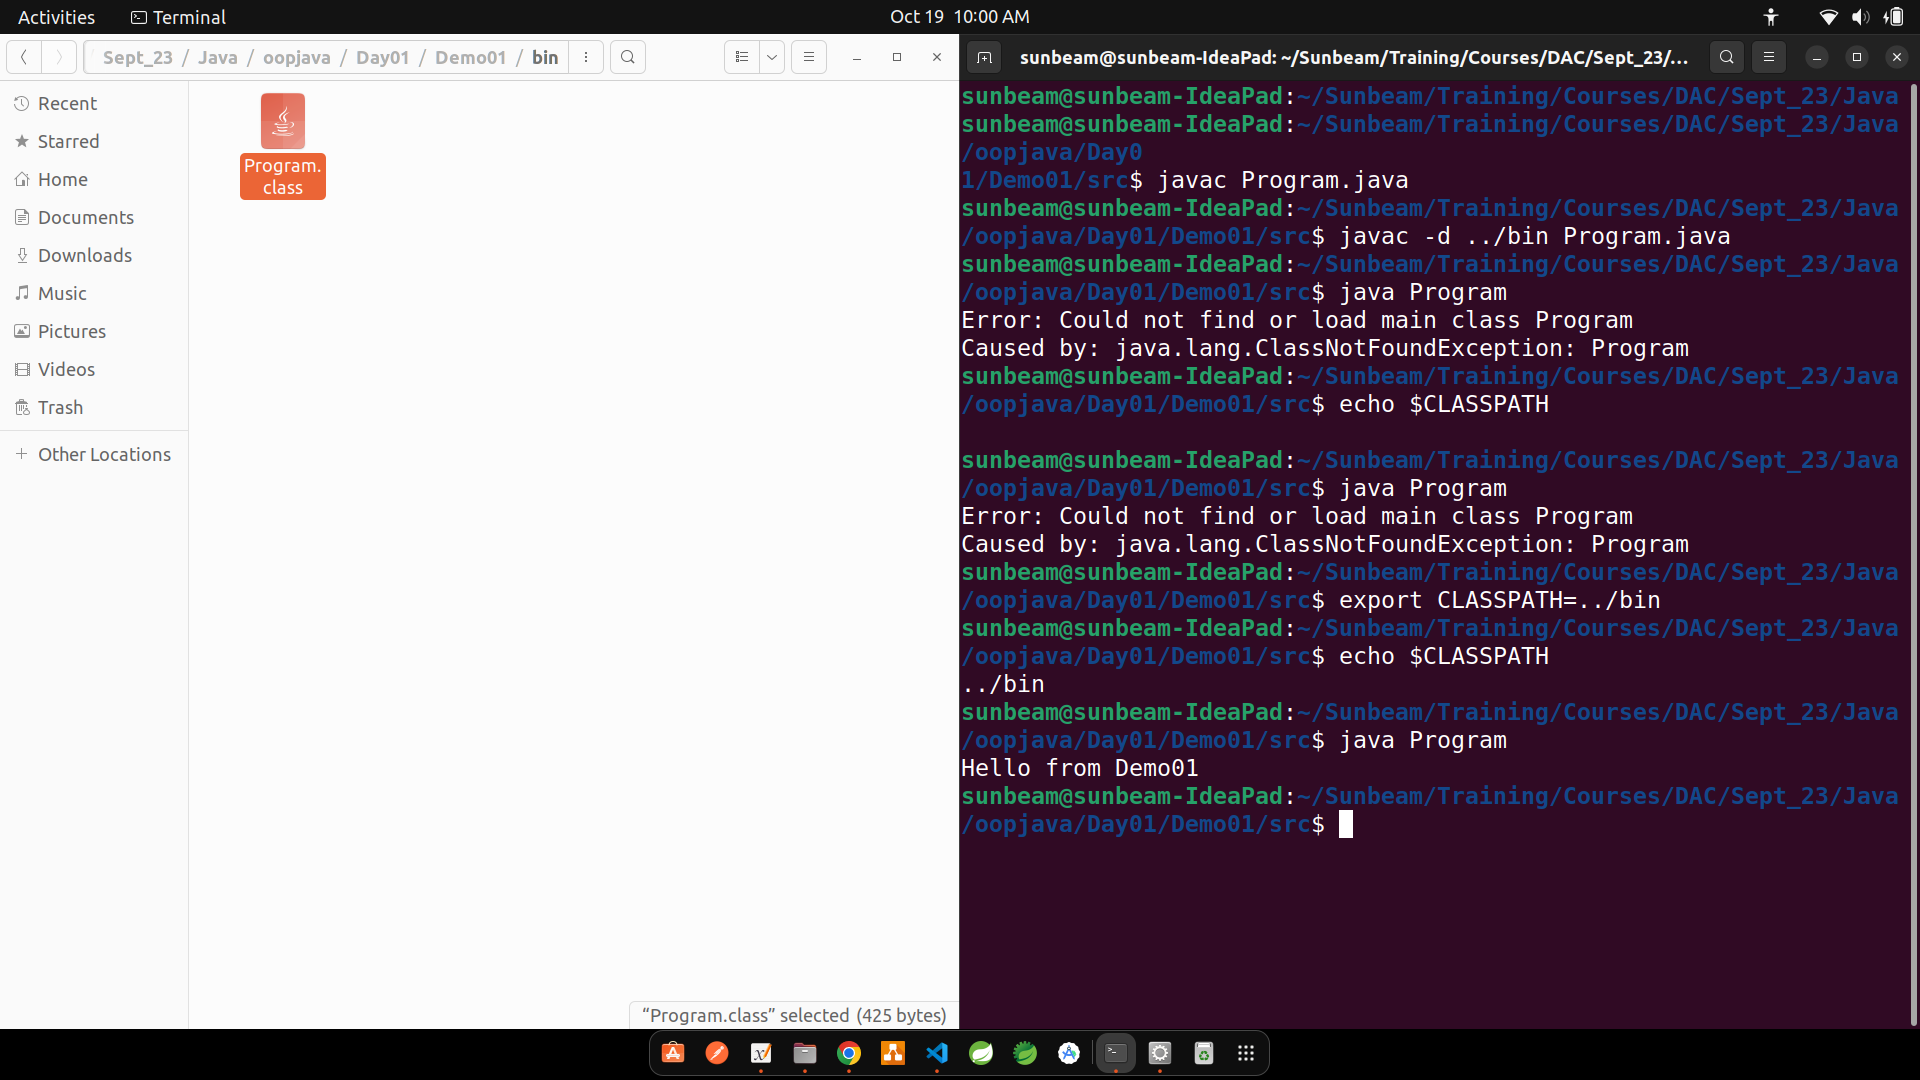 Activities
Terminal
Oct 19 10:00 AM
Sept_23 / Java / oopjava / Day01 / Demo01 / bin
Recent
Starred
Home
Documents
Downloads
Music
Pictures
Videos
Trash
Other Locations
Program.
class
“Program.class” selected (425 bytes)
sunbeam@sunbeam-IdeaPad: ~/Sunbeam/Training/Courses/DAC/Sept_23/...
sunbeam@sunbeam-IdeaPad:~/Sunbeam/Training/Courses/DAC/Sept_23/Java
sunbeam@sunbeam-IdeaPad:~/Sunbeam/Training/Courses/DAC/Sept_23/Java
/oopjava/Day0
1/Demo01/src$ javac Program.java
sunbeam@sunbeam-IdeaPad:~/Sunbeam/Training/Courses/DAC/Sept_23/Java
/oopjava/Day01/Demo01/src$ javac -d ../bin Program.java
sunbeam@sunbeam-IdeaPad:~/Sunbeam/Training/Courses/DAC/Sept_23/Java
/oopjava/Day01/Demo01/src$ java Program
Error: Could not find or load main class Program
Caused by: java.lang.ClassNotFoundException: Program
sunbeam@sunbeam-IdeaPad:~/Sunbeam/Training/Courses/DAC/Sept_23/Java
/oopjava/Day01/Demo01/src$ echo $CLASSPATH
sunbeam@sunbeam-IdeaPad:~/Sunbeam/Training/Courses/DAC/Sept_23/Java
/oopjava/Day01/Demo01/src$ java Program
Error: Could not find or load main class Program
Caused by: java.lang.ClassNotFoundException: Program
sunbeam@sunbeam-IdeaPad:~/Sunbeam/Training/Courses/DAC/Sept_23/Java
/oopjava/Day01/Demo01/src$ export CLASSPATH=../bin
sunbeam@sunbeam-IdeaPad:~/Sunbeam/Training/Courses/DAC/Sept_23/Java
/oopjava/Day01/Demo01/src$ echo $CLASSPATH
../bin
sunbeam@sunbeam-IdeaPad:~/Sunbeam/Training/Courses/DAC/Sept_23/Java
/oopjava/Day01/Demo01/src$ java Program
Hello from Demo01
sunbeam@sunbeam-IdeaPad:~/Sunbeam/Training/Courses/DAC/Sept_23/Java
/oopjava/Day01/Demo01/src$